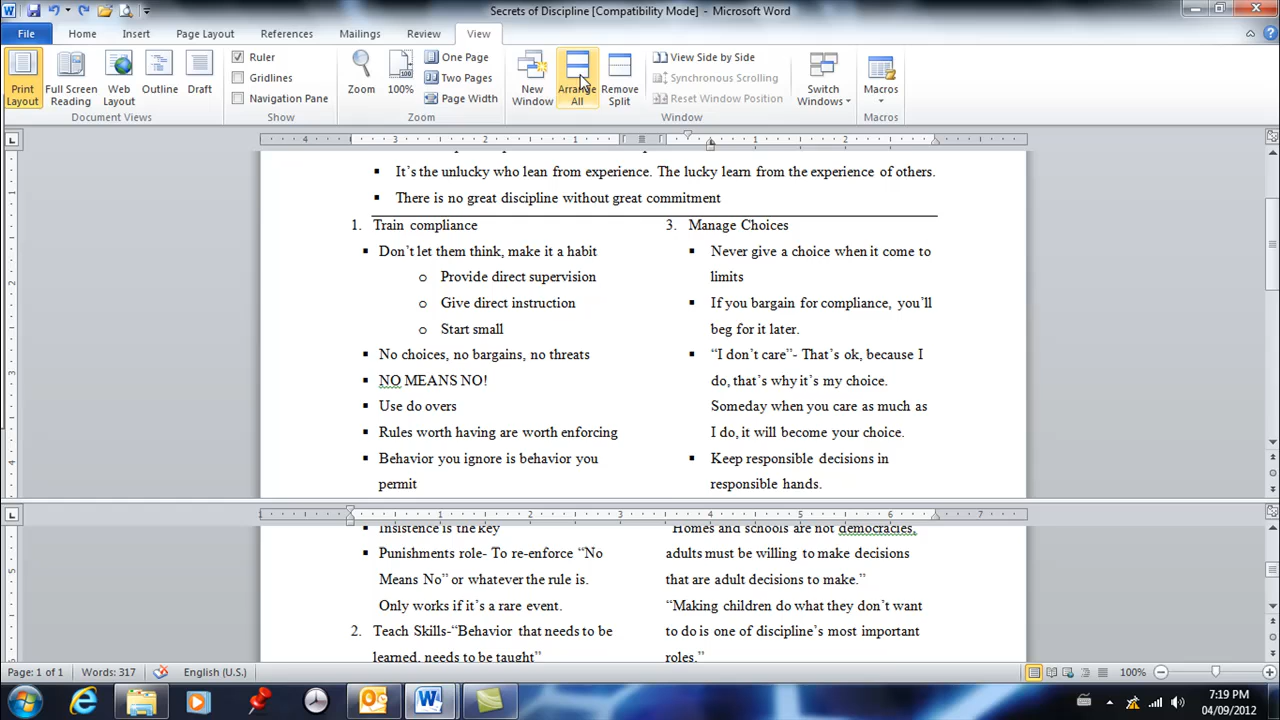 Secrets of Discipline [Compatibility Mode] - Microsoft Word
File Home Insert Page Layout References Mailings Review View
Print Layout
Full Screen Reading
Web Layout
Outline
Draft
Document Views
Ruler
Gridlines
Navigation Pane
Show
Zoom
100%
One Page
Two Pages
Page Width
Zoom
New Window
Arrange All
Remove Split
View Side by Side
Synchronous Scrolling
Reset Window Position
Window
Switch Windows
Macros
Macros
▪ It’s the unlucky who lean from experience. The lucky learn from the experience of others.
▪ There is no great discipline without great commitment
1. Train compliance
▪ Don’t let them think, make it a habit
o Provide direct supervision
o Give direct instruction
o Start small
▪ No choices, no bargains, no threats
▪ NO MEANS NO!
▪ Use do overs
▪ Rules worth having are worth enforcing
▪ Behavior you ignore is behavior you
permit
3. Manage Choices
▪ Never give a choice when it come to
limits
▪ If you bargain for compliance, you’ll
beg for it later.
▪ “I don’t care”- That’s ok, because I
do, that’s why it’s my choice.
Someday when you care as much as
I do, it will become your choice.
▪ Keep responsible decisions in
responsible hands.
▪ Insistence is the key
▪ Punishments role- To re-enforce “No
Means No” or whatever the rule is.
Only works if it’s a rare event.
2. Teach Skills-“Behavior that needs to be
learned, needs to be taught”
“Homes and schools are not democracies,
adults must be willing to make decisions
that are adult decisions to make.”
“Making children do what they don’t want
to do is one of discipline’s most important
roles.”
Page: 1 of 1 Words: 317 English (U.S.) 100%
7:19 PM
04/09/2012